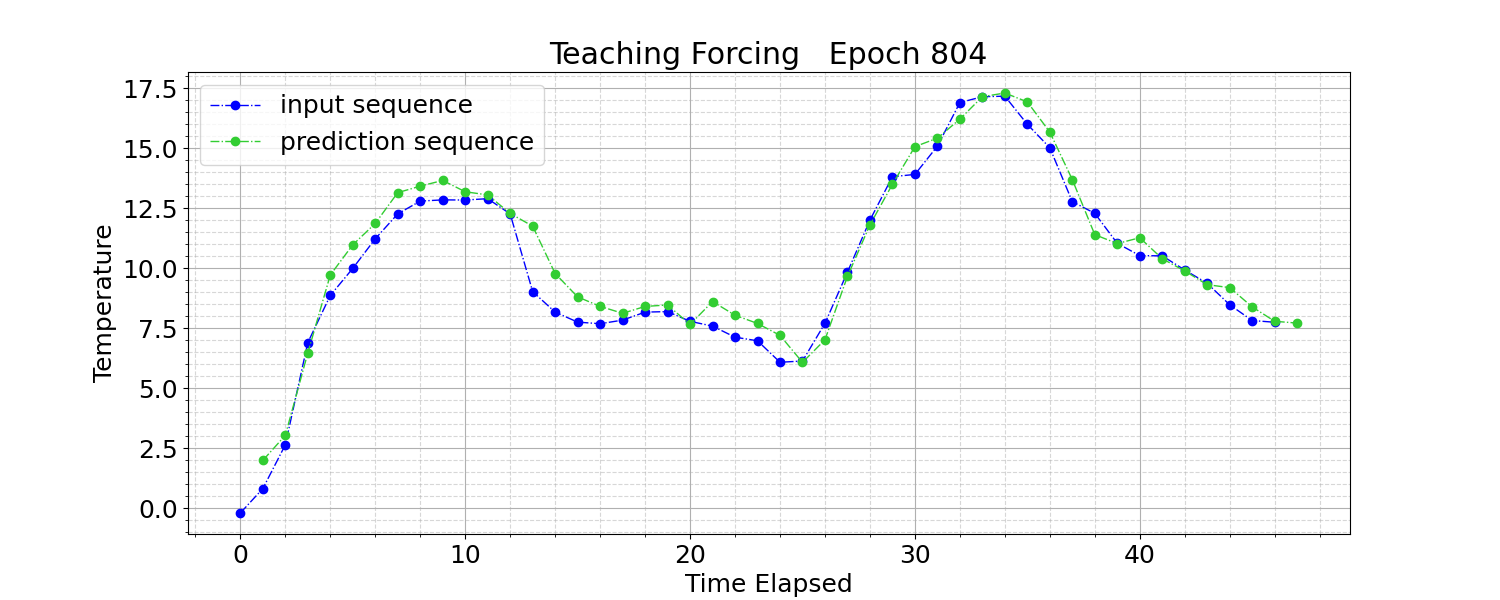 Teaching Forcing   Epoch 804
input sequence
prediction sequence
Temperature
17.5
15.0
12.5
10.0
7.5
5.0
2.5
0.0
0 10 20 30 40
Time Elapsed